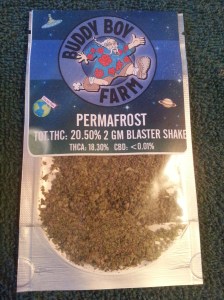 BUDDY BOY
FARM
PERMAFROST
TOT THC: 20.50% 2 GM BLASTER SHAKE
THCA: 18.30% CBD: <0.01%